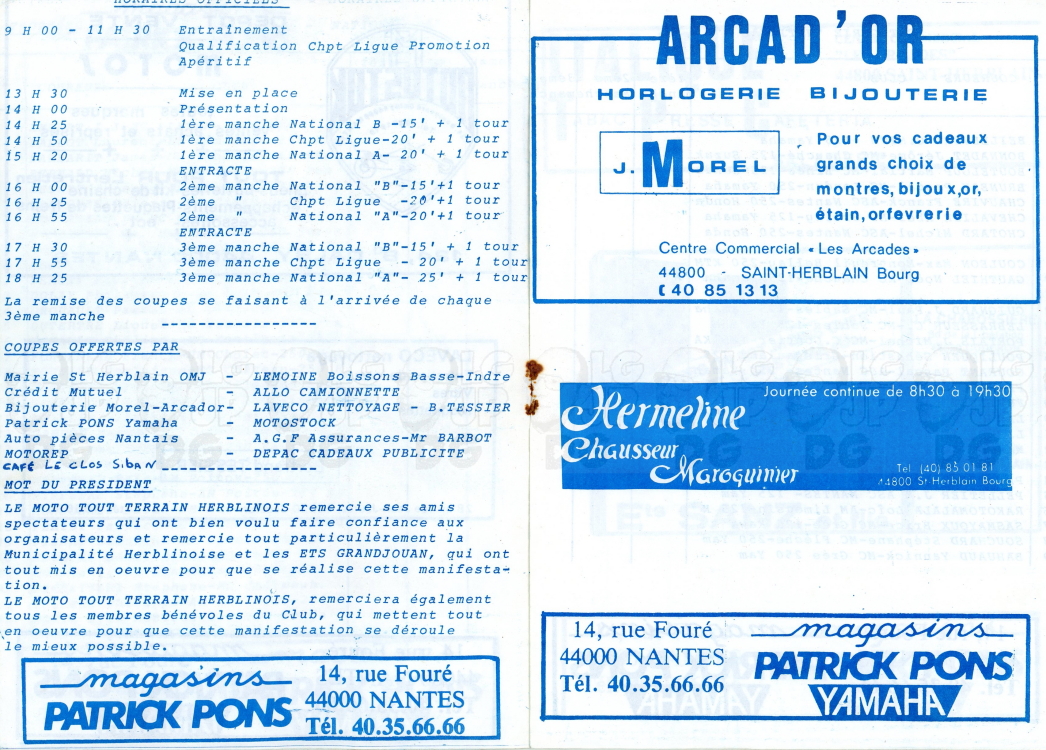 HORAIRES OFFICIELS
9 H 00 - 11 H 30 Entraînement
Qualification Chpt Ligue Promotion
Apéritif
13 H 30 Mise en place
14 H 00 Présentation
14 H 25 1ère manche National B -15' + 1 tour
14 H 50 1ère manche Chpt Ligue-20' + 1 tour
15 H 20 1ère manche National A- 20' + 1 tour
ENTRACTE
16 H 00 2ème manche National "B"-15'+1 tour
16 H 25 2ème " Chpt Ligue -20'+1 tour
16 H 55 2ème " National "A"-20'+1 tour
ENTRACTE
17 H 30 3ème manche National "B"-15' + 1 tour
17 H 55 3ème manche Chpt Ligue - 20' + 1 tour
18 H 25 3ème manche National "A"- 25' + 1 tour
La remise des coupes se faisant à l'arrivée de chaque
3ème manche
COUPES OFFERTES PAR
Mairie St Herblain OMJ - LEMOINE Boissons Basse-Indre
Crédit Mutuel - ALLO CAMIONNETTE
Bijouterie Morel-Arcador- LAVECO NETTOYAGE - B.TESSIER
Patrick PONS Yamaha - MOTOSTOCK
Auto pièces Nantais - A.G.F Assurances-Mr BARBOT
MOTOREP - DEPAC CADEAUX PUBLICITE
CAFÉ LE CLOS SIBAN
MOT DU PRESIDENT
LE MOTO TOUT TERRAIN HERBLINOIS remercie ses amis
spectateurs qui ont bien voulu faire confiance aux
organisateurs et remercie tout particulièrement la
Municipalité Herblinoise et les ETS GRANDJOUAN, qui ont
tout mis en oeuvre pour que se réalise cette manifesta-
tion.
LE MOTO TOUT TERRAIN HERBLINOIS, remerciera également
tous les membres bénévoles du Club, qui mettent tout
en oeuvre pour que cette manifestation se déroule
le mieux possible.
magasins
PATRICK PONS
14, rue Fouré
44000 NANTES
Tél. 40.35.66.66
ARCAD'OR
HORLOGERIE BIJOUTERIE
J. MOREL
Pour vos cadeaux
grands choix de
montres, bijoux, or,
étain, orfevrerie
Centre Commercial « Les Arcades »
44800 - SAINT-HERBLAIN Bourg
40 85 13 13
Journée continue de 8h30 à 19h30
Hermeline
Chausseur
Maroquinier
Tel (40) 85 01 81
44800 St-Herblain Bourg
14, rue Fouré
44000 NANTES
Tél. 40.35.66.66
magasins
PATRICK PONS
YAMAHA